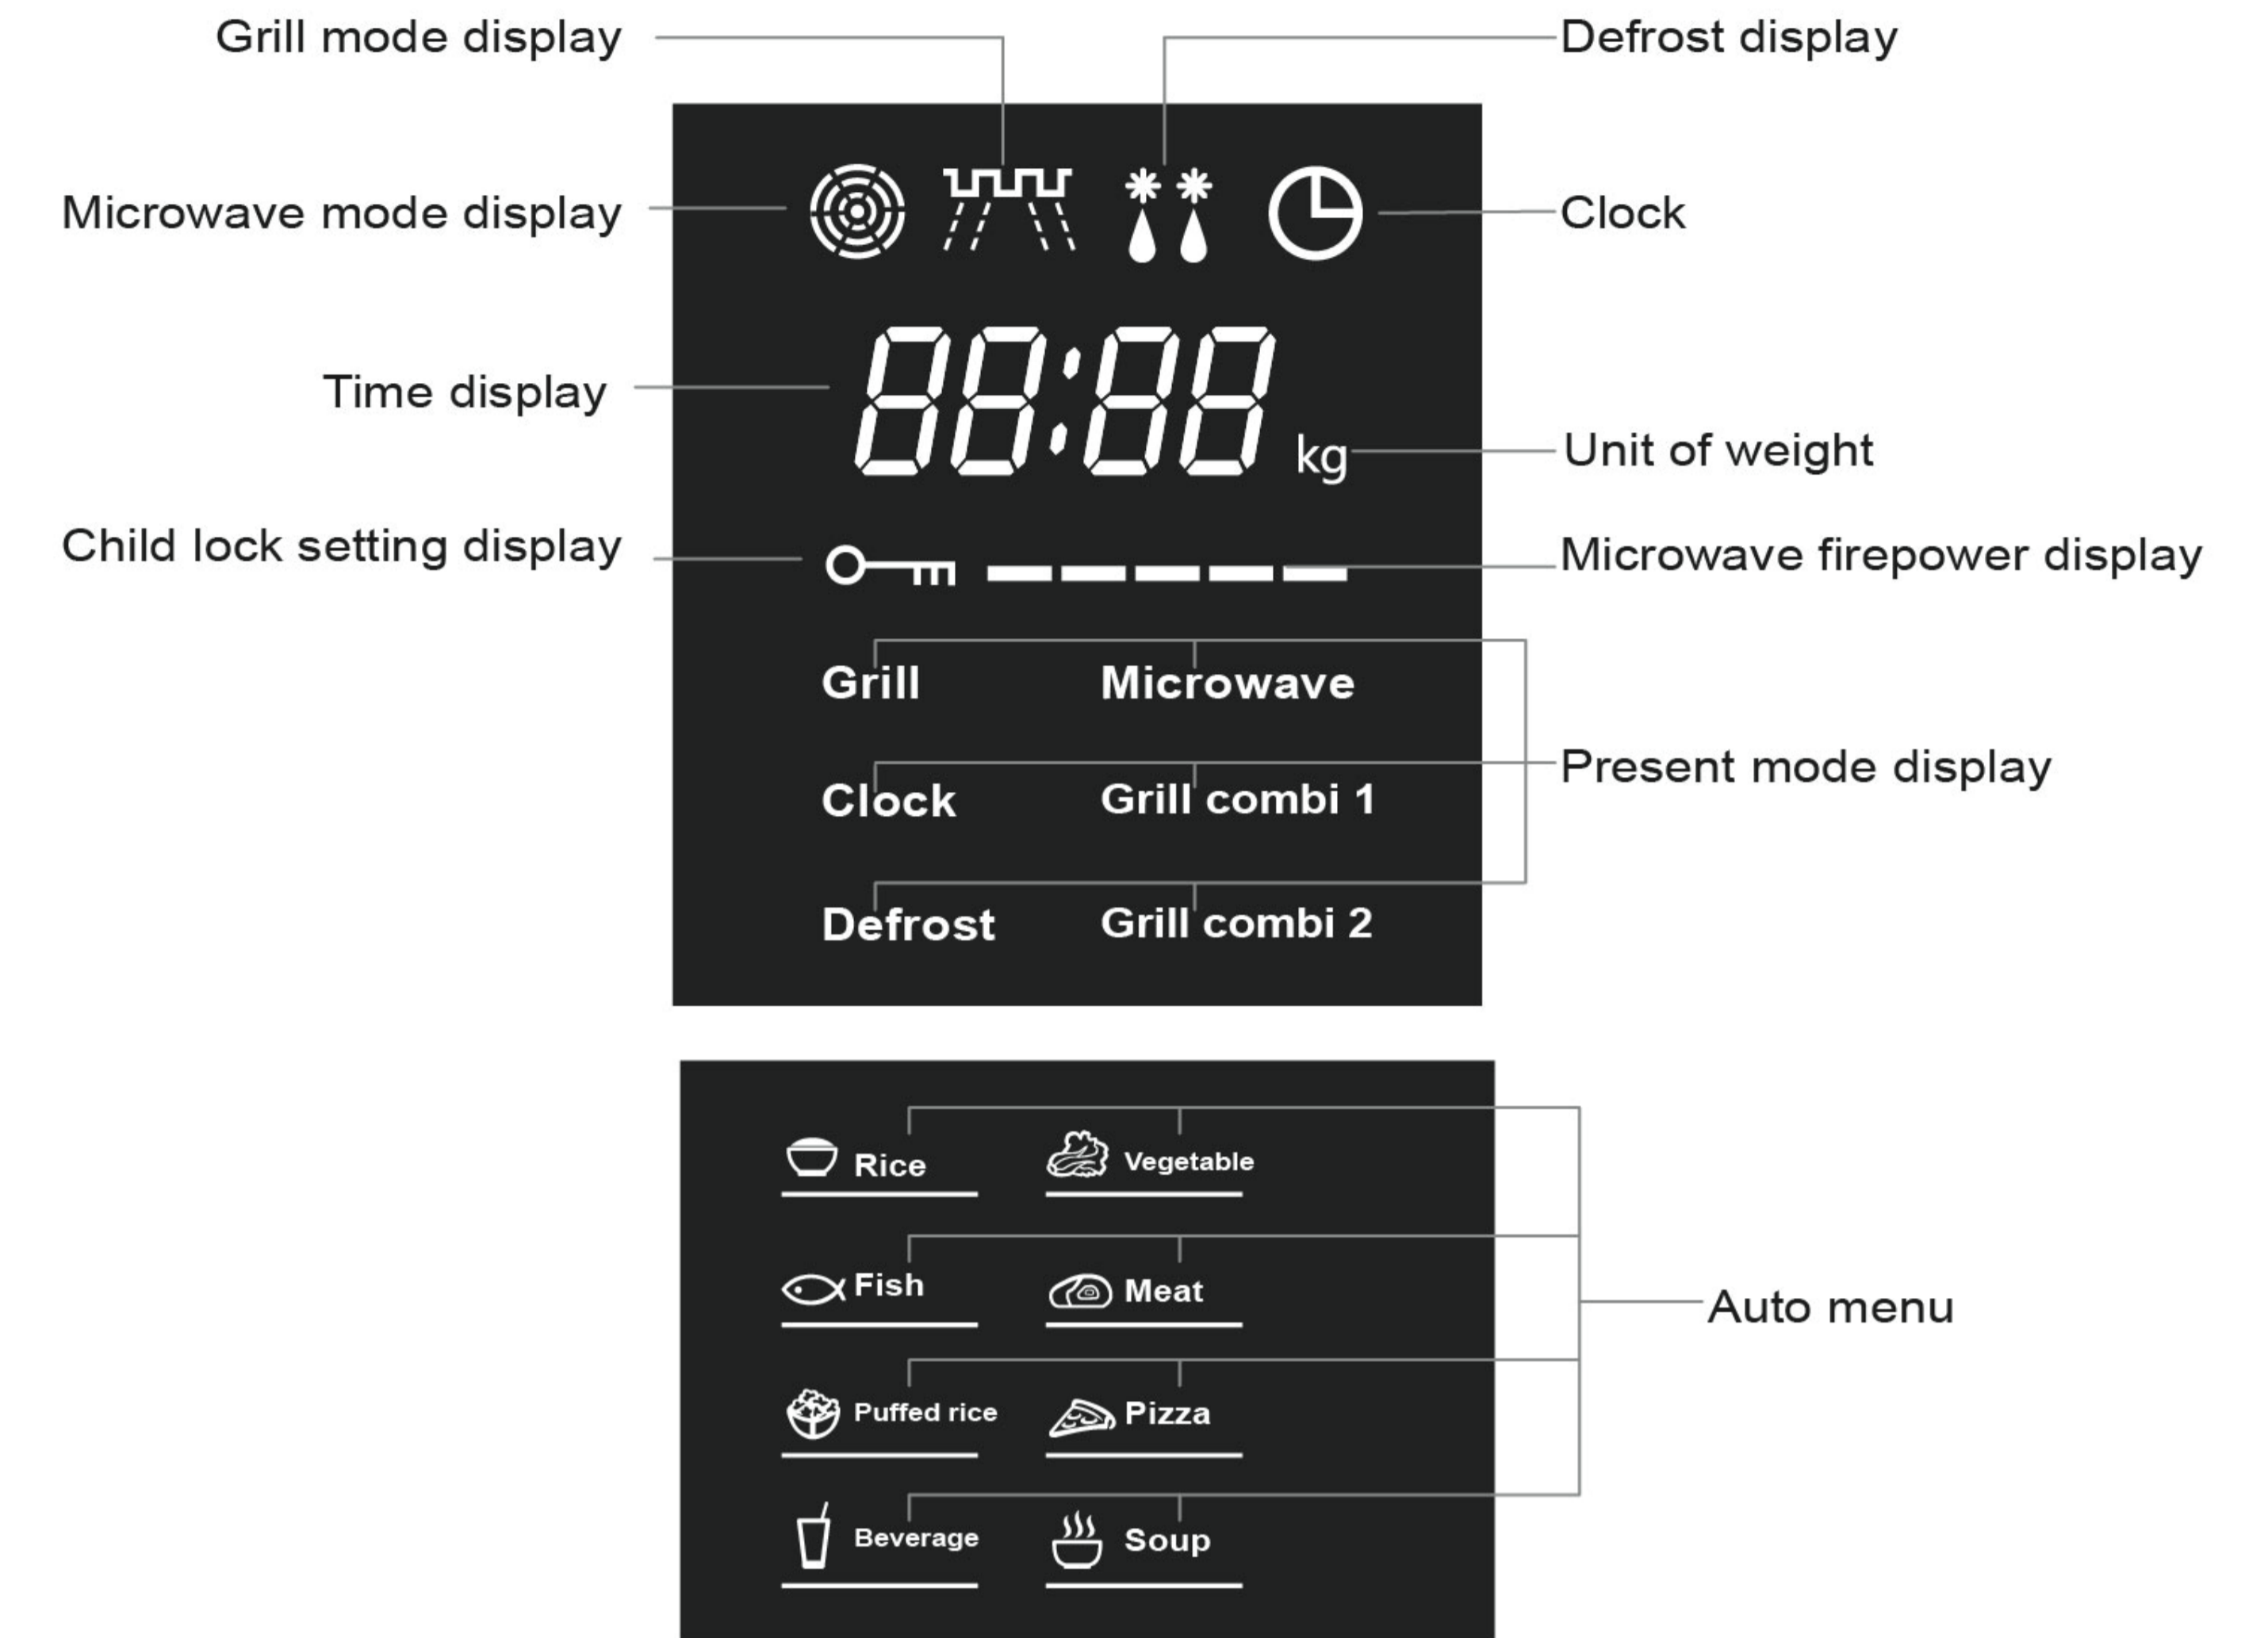 Grill mode display
Defrost display
Microwave mode display
Clock
Time display
88:88 kg
Unit of weight
Child lock setting display
Microwave firepower display
Grill Microwave
Clock Grill combi 1
Present mode display
Defrost Grill combi 2
Rice Vegetable
Fish Meat
Auto menu
Puffed rice Pizza
Beverage Soup